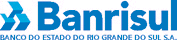 Banrisul
BANCO DO ESTADO DO RIO GRANDE DO SUL S.A.